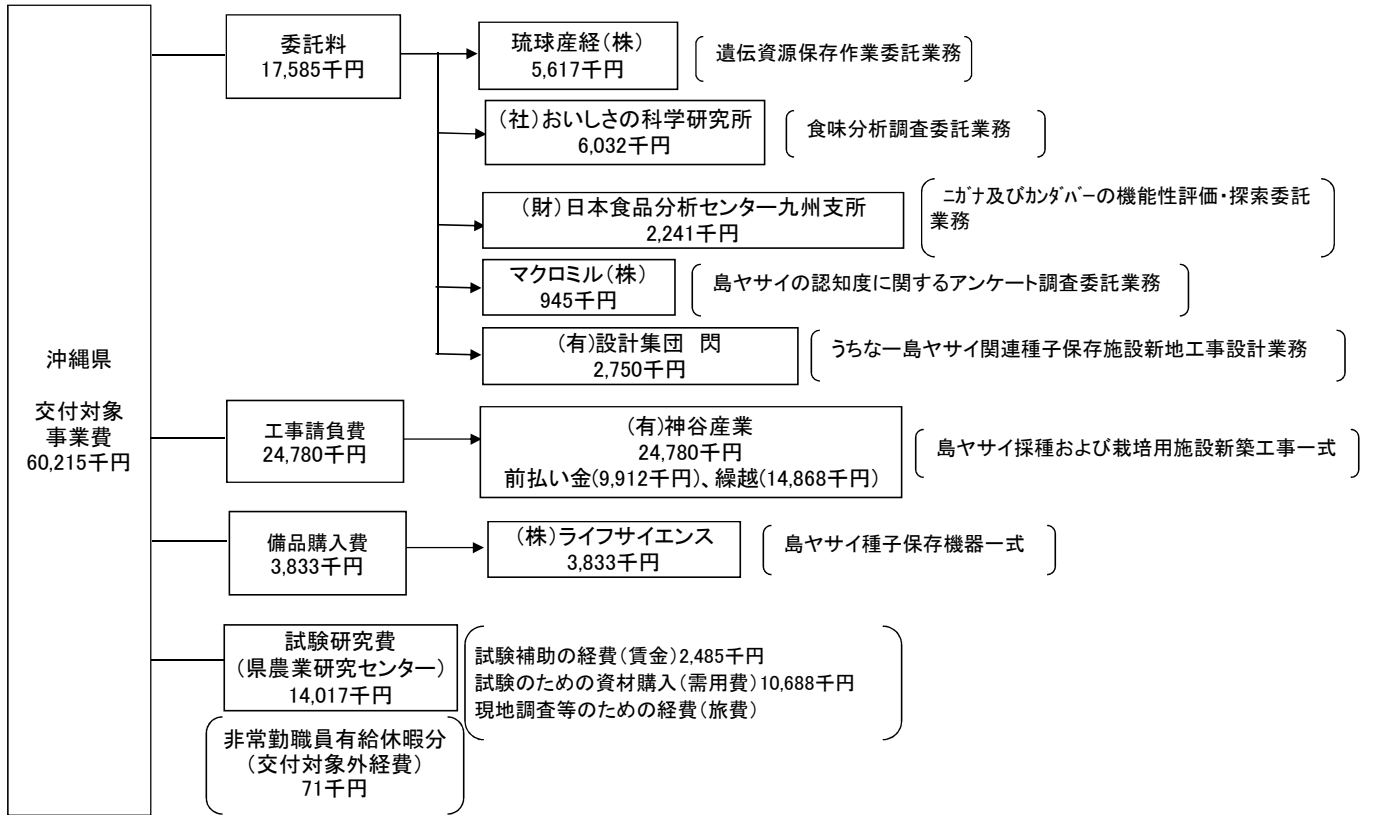 沖縄県
交付対象
事業費
60,215千円
委託料
17,585千円
琉球産経(株)
5,617千円
遺伝資源保存作業委託業務
(社)おいしさの科学研究所
6,032千円
食味分析調査委託業務
(財)日本食品分析センター九州支所
2,241千円
ﾆｶﾞﾅ及びｶﾝﾀﾞﾊﾞｰの機能性評価・探索委託
業務
マクロミル(株)
945千円
島ヤサイの認知度に関するアンケート調査委託業務
(有)設計集団　閃
2,750千円
うちなー島ヤサイ関連種子保存施設新地工事設計業務
工事請負費
24,780千円
(有)神谷産業
24,780千円
前払い金(9,912千円)、繰越(14,868千円)
島ヤサイ採種および栽培用施設新築工事一式
備品購入費
3,833千円
(株)ライフサイエンス
3,833千円
島ヤサイ種子保存機器一式
試験研究費
(県農業研究センター)
14,017千円
試験補助の経費(賃金)2,485千円
試験のための資材購入(需用費)10,688千円
現地調査等のための経費(旅費)
非常勤職員有給休暇分
(交付対象外経費)
71千円